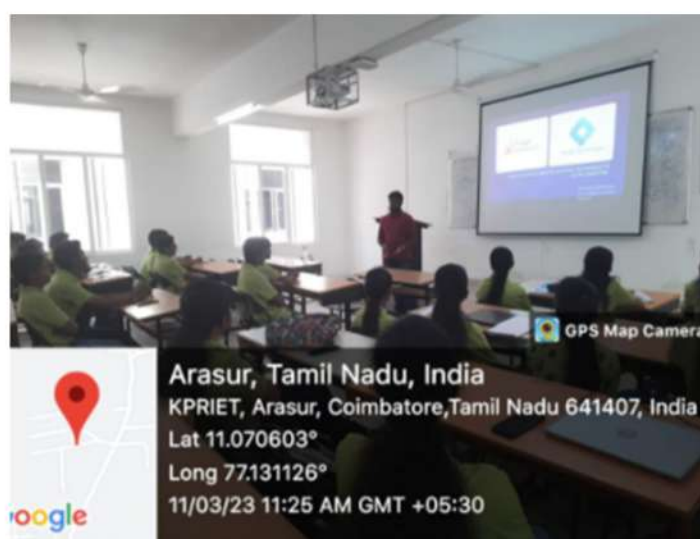 GPS Map Camera
Arasur, Tamil Nadu, India
KPRIET, Arasur, Coimbatore,Tamil Nadu 641407, India
Lat 11.070603°
Long 77.131126°
11/03/23 11:25 AM GMT +05:30
oogle